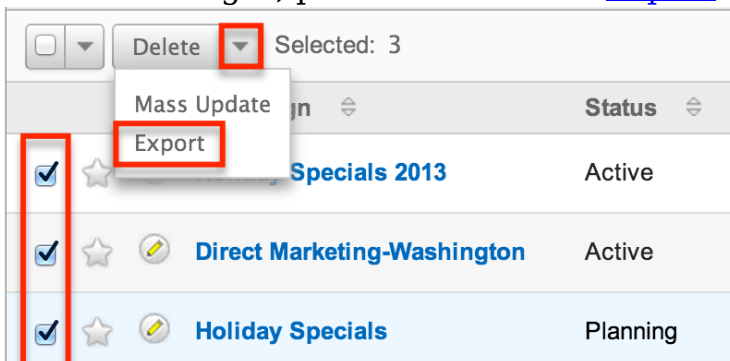 Delete Selected: 3
Mass Update
Export
Status
Specials 2013 Active
Direct Marketing-Washington Active
Holiday Specials Planning